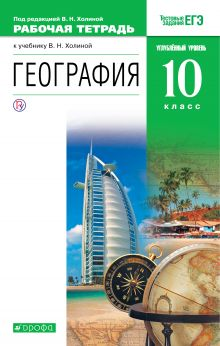 Под редакцией В. Н. Холиной
РАБОЧАЯ ТЕТРАДЬ
к учебнику В. Н. Холиной
Тестовые задания ЕГЭ
ГЕОГРАФИЯ
УГЛУБЛЁННЫЙ УРОВЕНЬ
10
КЛАСС
дрофа